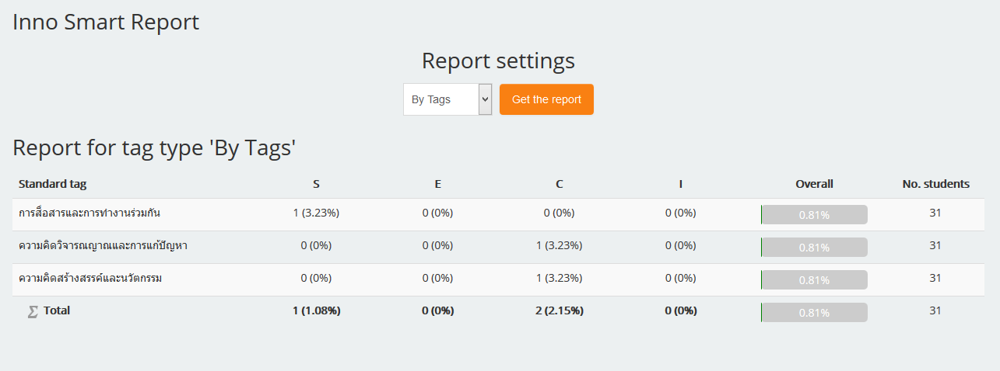 Inno Smart Report
Report settings
By Tags Get the report
Report for tag type 'By Tags'
Standard tag S E C I Overall No. students
การสื่อสารและการทำงานร่วมกัน 1 (3.23%) 0 (0%) 0 (0%) 0 (0%) 0.81% 31
ความคิดวิจารณญาณและการแก้ปัญหา 0 (0%) 0 (0%) 1 (3.23%) 0 (0%) 0.81% 31
ความคิดสร้างสรรค์และนวัตกรรม 0 (0%) 0 (0%) 1 (3.23%) 0 (0%) 0.81% 31
Σ Total 1 (1.08%) 0 (0%) 2 (2.15%) 0 (0%) 0.81% 31